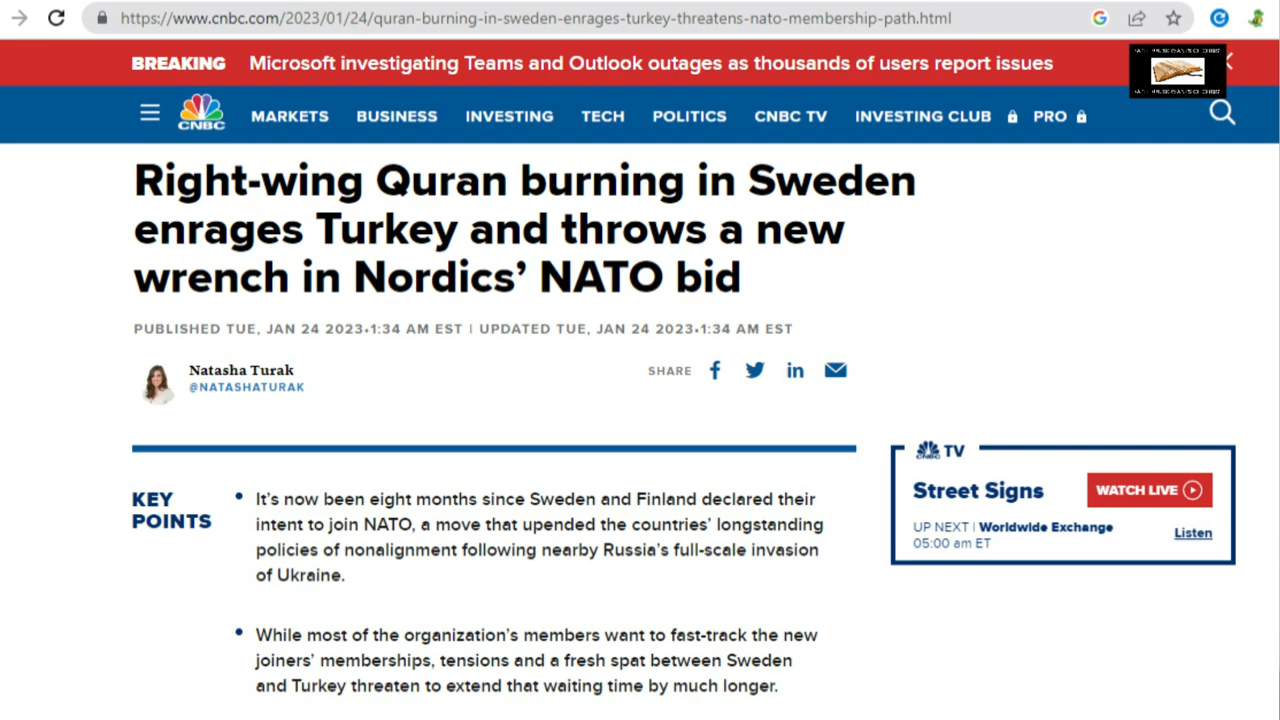 https://www.cnbc.com/2023/01/24/quran-burning-in-sweden-enrages-turkey-threatens-nato-membership-path.html
BREAKING Microsoft investigating Teams and Outlook outages as thousands of users report issues
CNBC MARKETS BUSINESS INVESTING TECH POLITICS CNBC TV INVESTING CLUB PRO
Right-wing Quran burning in Sweden
enrages Turkey and throws a new
wrench in Nordics’ NATO bid
PUBLISHED TUE, JAN 24 2023•1:34 AM EST | UPDATED TUE, JAN 24 2023•1:34 AM EST
Natasha Turak
@NATASHATURAK
SHARE
KEY
POINTS
• It’s now been eight months since Sweden and Finland declared their
intent to join NATO, a move that upended the countries’ longstanding
policies of nonalignment following nearby Russia’s full-scale invasion
of Ukraine.
• While most of the organization’s members want to fast-track the new
joiners’ memberships, tensions and a fresh spat between Sweden
and Turkey threaten to extend that waiting time by much longer.
CNBC TV
Street Signs
WATCH LIVE
UP NEXT | Worldwide Exchange
05:00 am ET
Listen